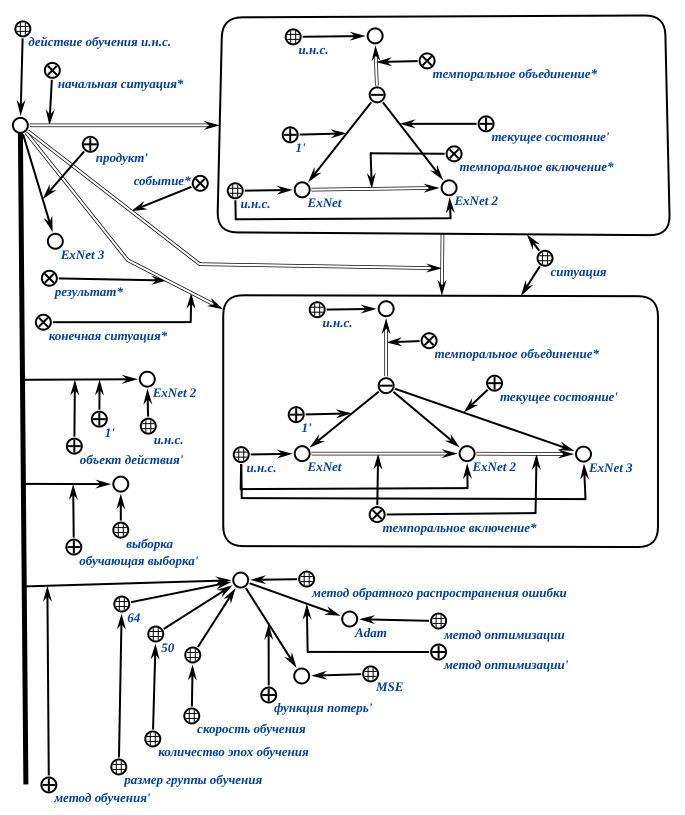 действие обучения и.н.с.
и.н.с.
начальная ситуация*
темпоральное объединение*
1'
текущее состояние'
продукт'
темпоральное включение*
событие*
и.н.с.
ExNet
ExNet 2
ExNet 3
ситуация
результат*
и.н.с.
конечная ситуация*
темпоральное объединение*
ExNet 2
текущее состояние'
1'
1'
и.н.с.
объект действия'
и.н.с.
ExNet
ExNet 2
ExNet 3
темпоральное включение*
выборка
обучающая выборка'
метод обратного распространения ошибки
64
Adam
метод оптимизации
50
метод оптимизации'
MSE
функция потерь'
скорость обучения
количество эпох обучения
размер группы обучения
метод обучения'